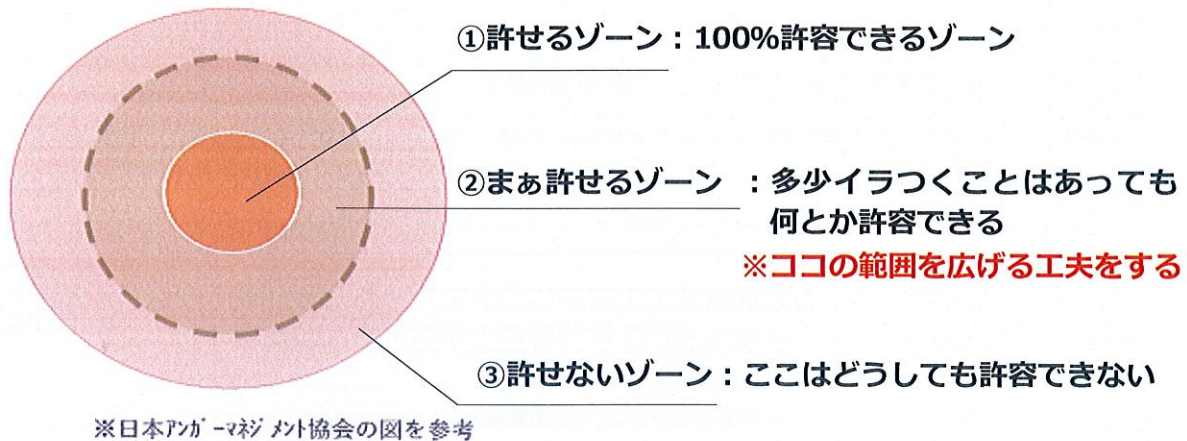 ①許せるゾーン：100%許容できるゾーン
②まぁ許せるゾーン ：多少イラつくことはあっても
何とか許容できる
※ココの範囲を広げる工夫をする
③許せないゾーン：ここはどうしても許容できない
※日本ｱﾝｶﾞｰﾏﾈｼﾞﾒﾝﾄ協会の図を参考